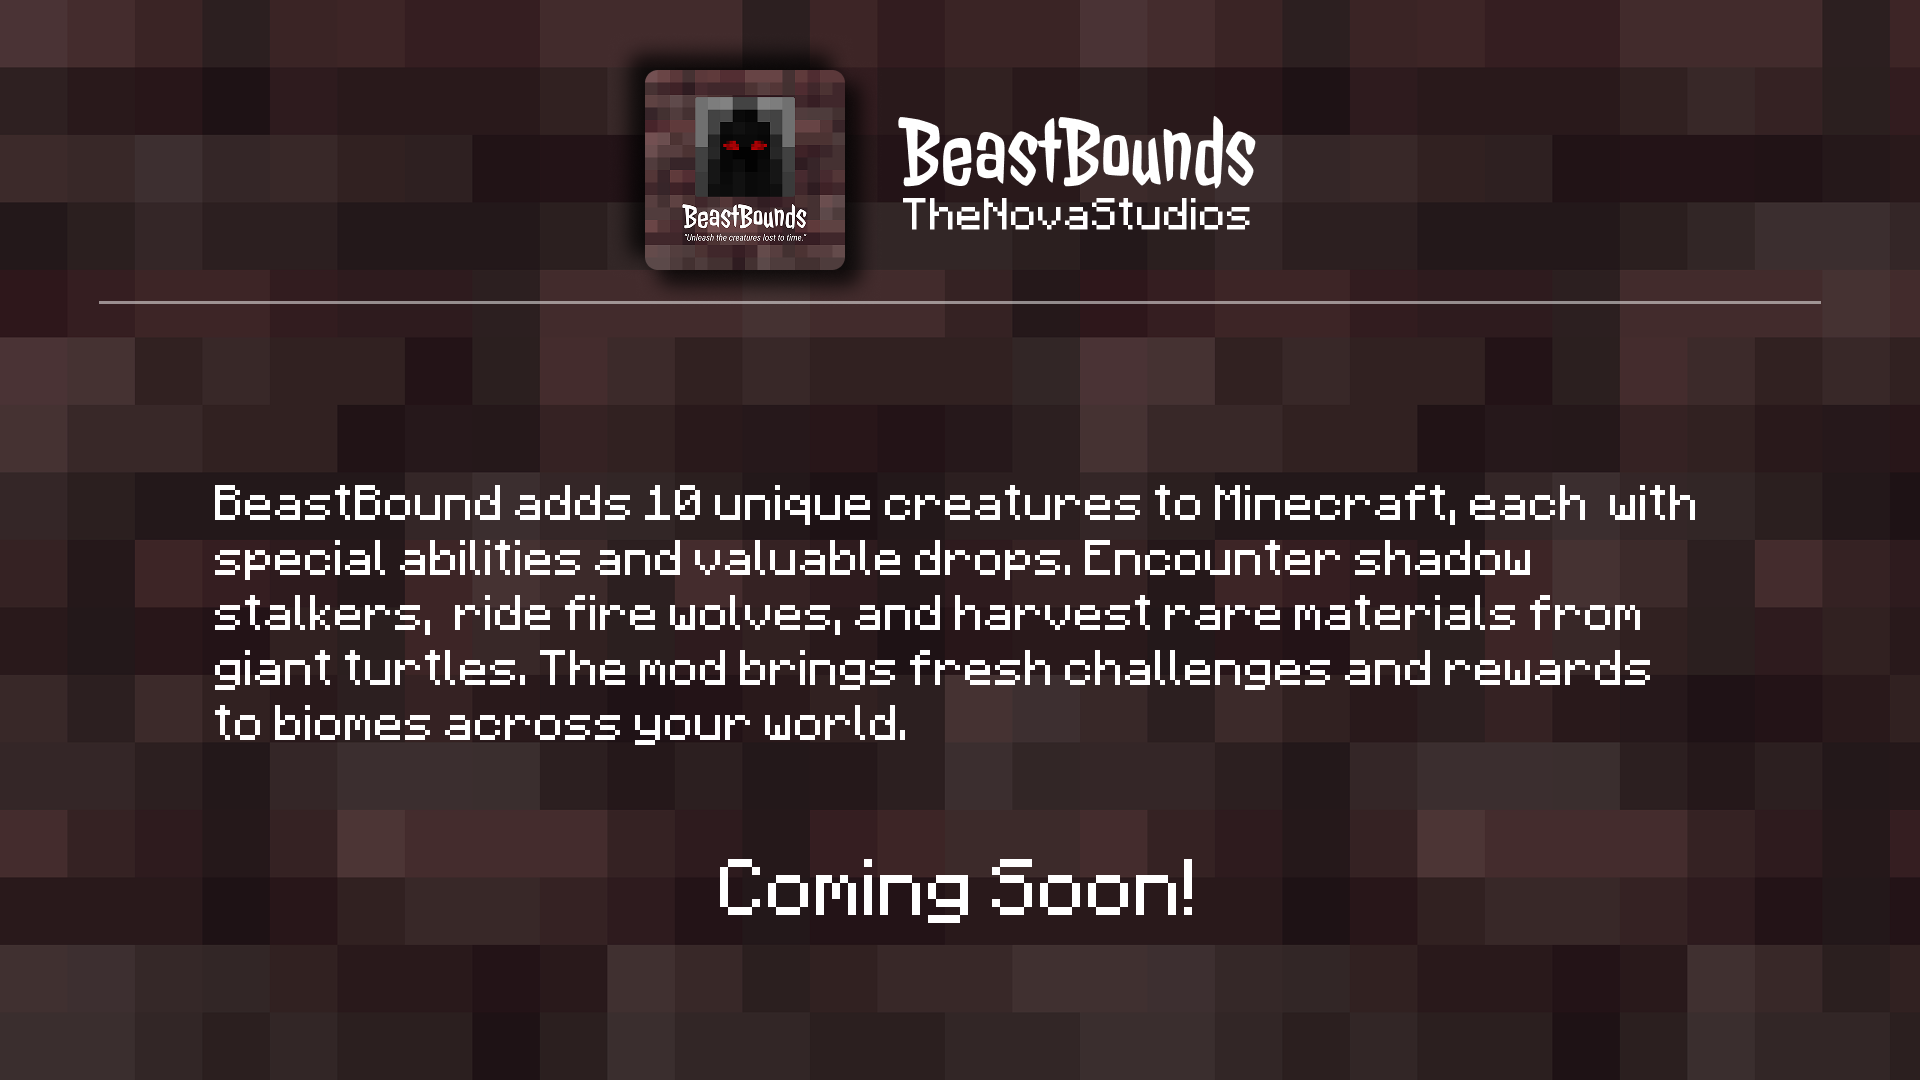 BeastBounds
"Unleash the creatures lost to time."
BeastBounds
TheNovaStudios
BeastBound adds 10 unique creatures to Minecraft, each  with
special abilities and valuable drops. Encounter shadow
stalkers,  ride fire wolves, and harvest rare materials from
giant turtles. The mod brings fresh challenges and rewards
to biomes across your world.
Coming Soon!